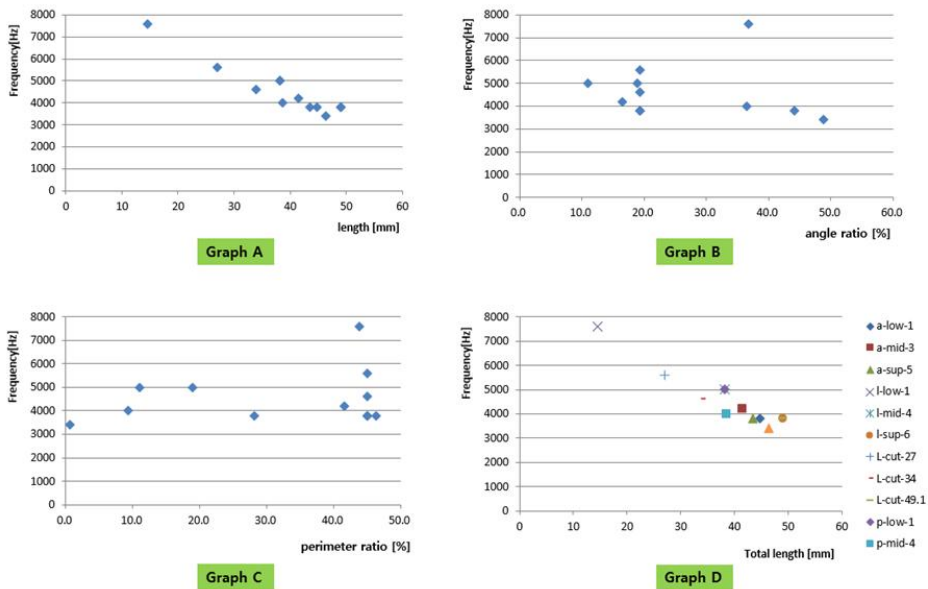 Frequency[Hz]
8000
7000
6000
5000
4000
3000
2000
1000
0
0 10 20 30 40 50 60
length [mm]
Graph A
Frequency[Hz]
8000
7000
6000
5000
4000
3000
2000
1000
0
0.0 10.0 20.0 30.0 40.0 50.0 60.0
angle ratio [%]
Graph B
Frequency[Hz]
8000
7000
6000
5000
4000
3000
2000
1000
0
0.0 10.0 20.0 30.0 40.0 50.0
perimeter ratio [%]
Graph C
Frequency[Hz]
8000
7000
6000
5000
4000
3000
2000
1000
0
0 10 20 30 40 50 60
Total length [mm]
a-low-1
a-mid-3
a-sup-5
l-low-1
l-mid-4
l-sup-6
L-cut-27
L-cut-34
L-cut-49.1
p-low-1
p-mid-4
Graph D